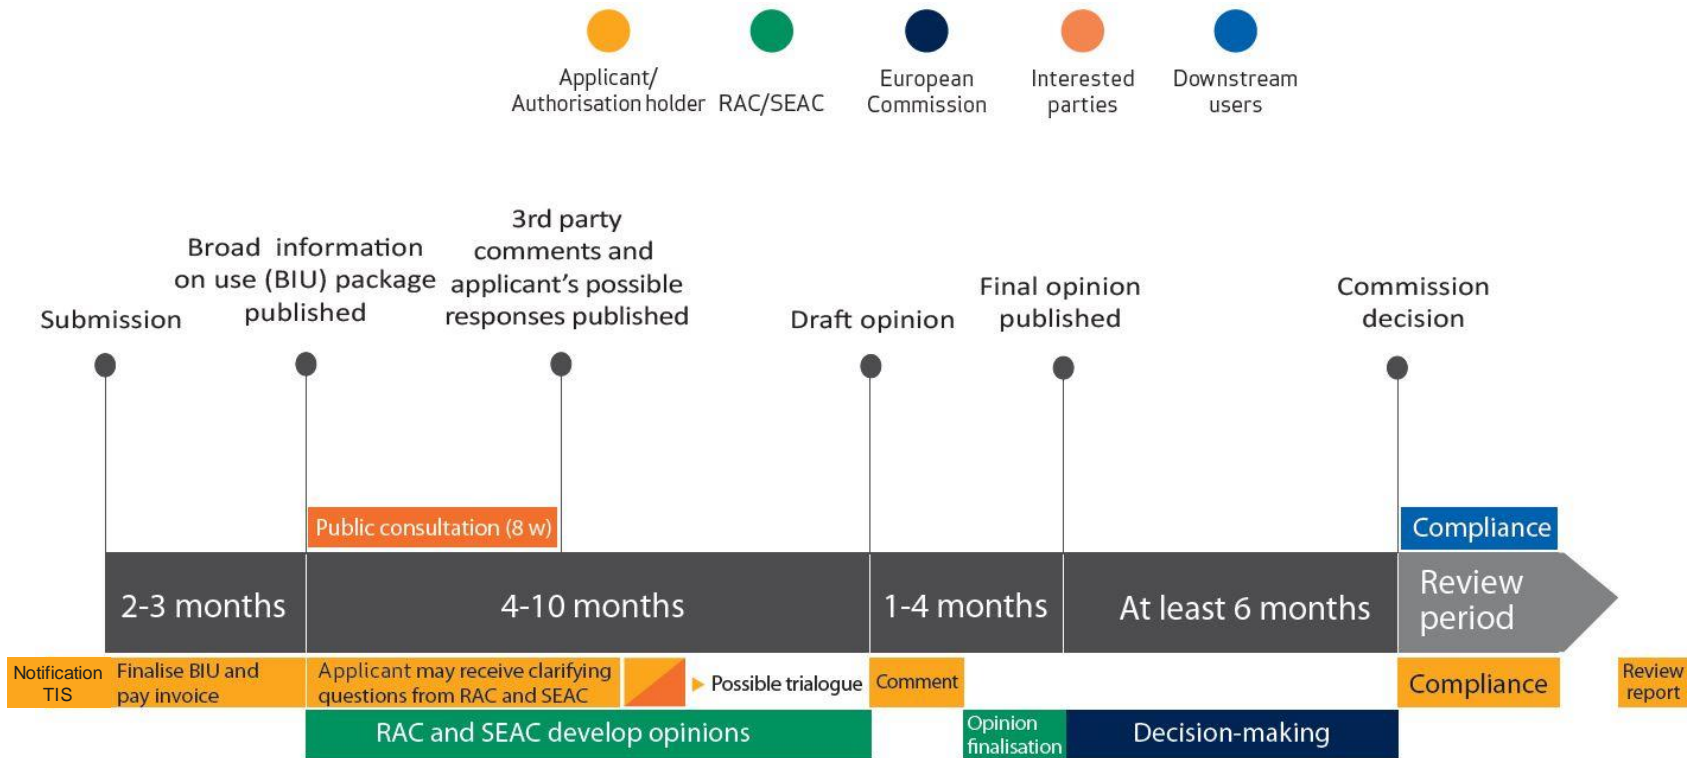 Applicant/
Authorisation holder
RAC/SEAC
European
Commission
Interested
parties
Downstream
users
Submission
Broad information
on use (BIU) package
published
3rd party
comments and
applicant's possible
responses published
Draft opinion
Final opinion
published
Commission
decision
Public consultation (8 w)
Compliance
2-3 months
4-10 months
1-4 months
At least 6 months
Review
period
Notification
TIS
Finalise BIU and
pay invoice
Applicant may receive clarifying
questions from RAC and SEAC
Possible trialogue
Comment
Compliance
Review
report
RAC and SEAC develop opinions
Opinion
finalisation
Decision-making